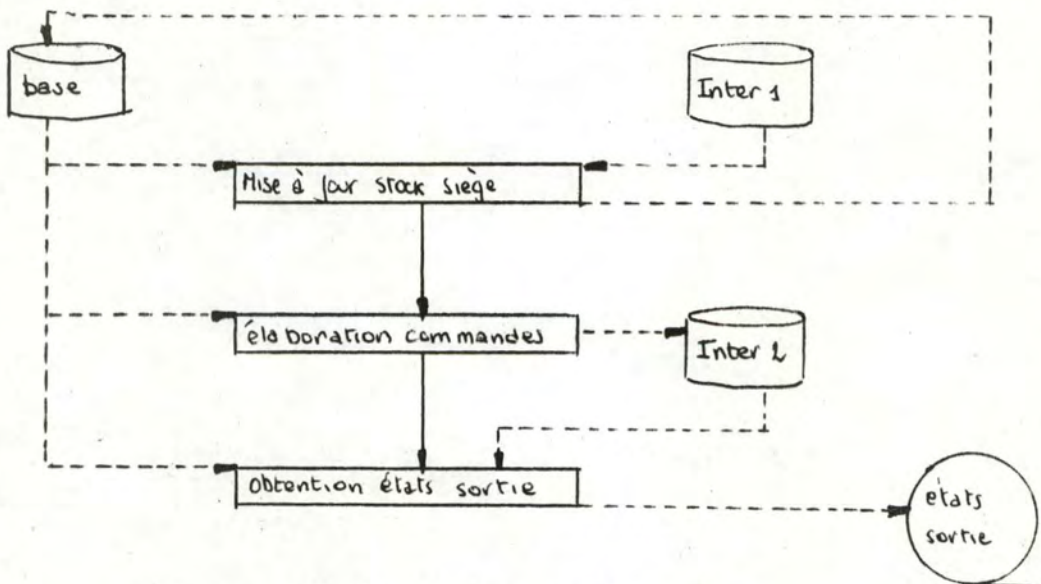 base
Inter 1
Mise à jour stock siège
élaboration commandes
Inter 2
obtention états sortie
états
sortie